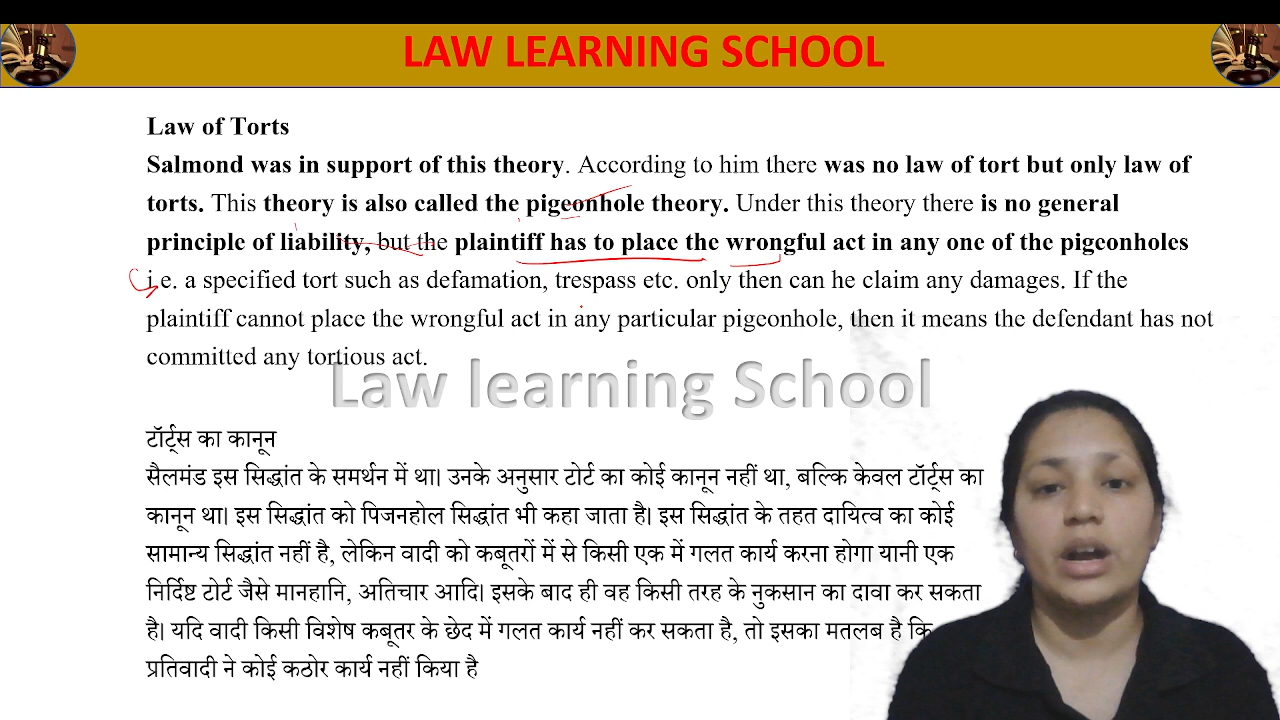 LAW LEARNING SCHOOL
Law of Torts
Salmond was in support of this theory. According to him there was no law of tort but only law of
torts. This theory is also called the pigeonhole theory. Under this theory there is no general
principle of liability, but the plaintiff has to place the wrongful act in any one of the pigeonholes
i.e. a specified tort such as defamation, trespass etc. only then can he claim any damages. If the
plaintiff cannot place the wrongful act in any particular pigeonhole, then it means the defendant has not
committed any tortious act.
Law learning School
टॉर्ट्स का कानून
सैलमंड इस सिद्धांत के समर्थन में था। उनके अनुसार टोर्ट का कोई कानून नहीं था, बल्कि केवल टॉर्ट्स का
कानून था। इस सिद्धांत को पिजनहोल सिद्धांत भी कहा जाता है। इस सिद्धांत के तहत दायित्व का कोई
सामान्य सिद्धांत नहीं है, लेकिन वादी को कबूतरों में से किसी एक में गलत कार्य करना होगा यानी एक
निर्दिष्ट टोर्ट जैसे मानहानि, अतिचार आदि। इसके बाद ही वह किसी तरह के नुकसान का दावा कर सकता
है। यदि वादी किसी विशेष कबूतर के छेद में गलत कार्य नहीं कर सकता है, तो इसका मतलब है कि
प्रतिवादी ने कोई कठोर कार्य नहीं किया है